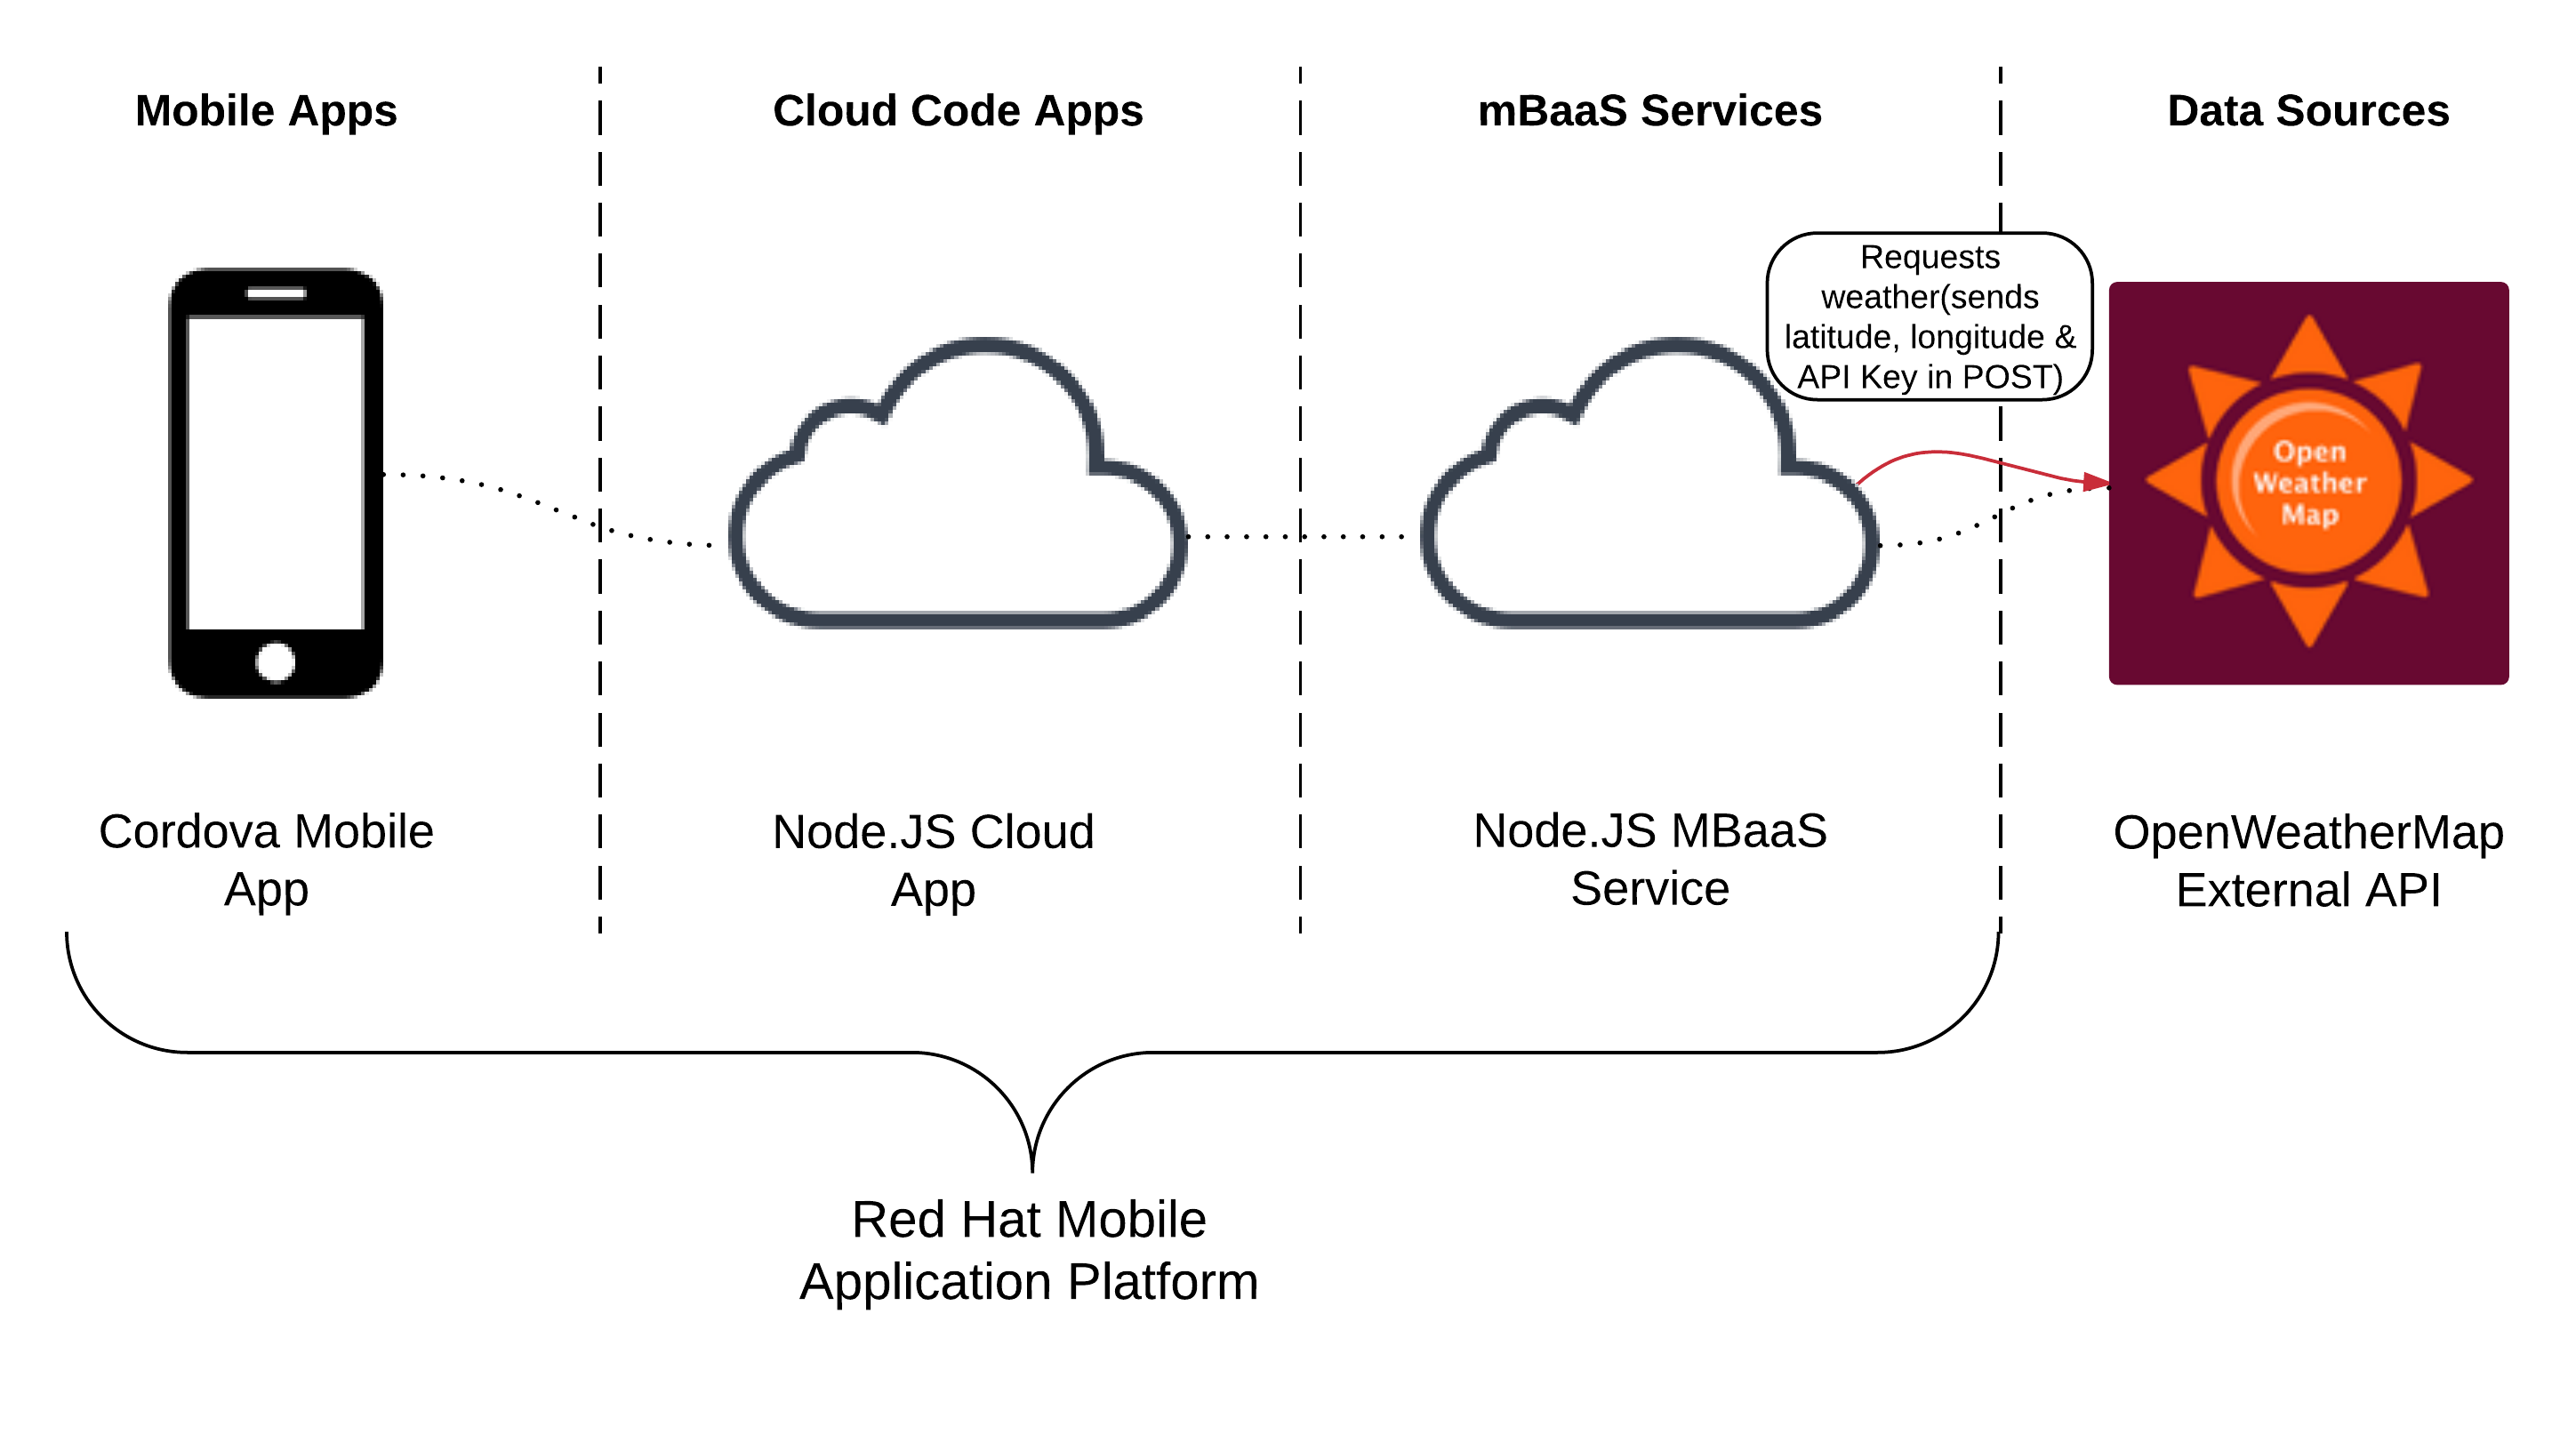 Mobile Apps
Cloud Code Apps
mBaaS Services
Data Sources
Requests
weather(sends
latitude, longitude &
API Key in POST)
Open
Weather
Map
Cordova Mobile
App
Node.JS Cloud
App
Node.JS MBaaS
Service
OpenWeatherMap
External API
Red Hat Mobile
Application Platform